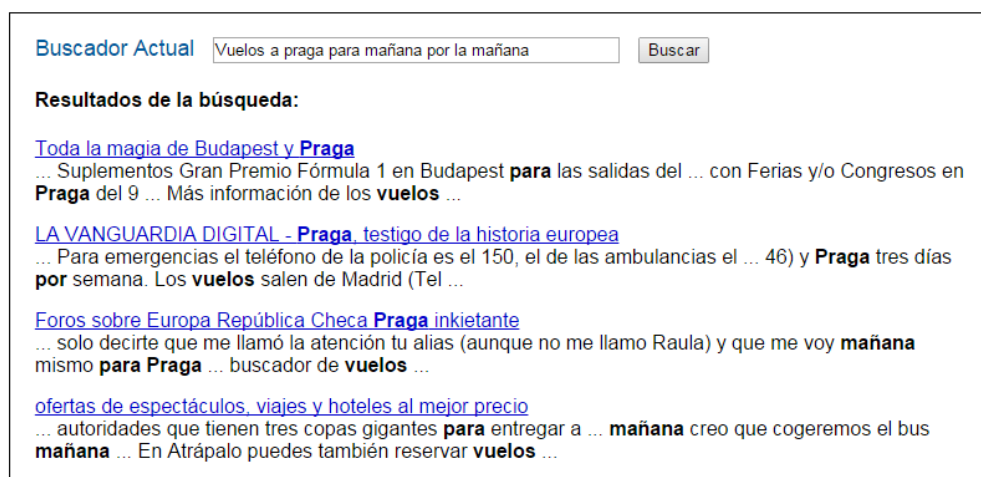 Buscador Actual Vuelos a praga para mañana por la mañana Buscar
Resultados de la búsqueda:
Toda la magia de Budapest y Praga
... Suplementos Gran Premio Fórmula 1 en Budapest para las salidas del ... con Ferias y/o Congresos en
Praga del 9 ... Más información de los vuelos ...
LA VANGUARDIA DIGITAL - Praga, testigo de la historia europea
... Para emergencias el teléfono de la policía es el 150, el de las ambulancias el ... 46) y Praga tres días
por semana. Los vuelos salen de Madrid (Tel ...
Foros sobre Europa República Checa Praga inkietante
... solo decirte que me llamó la atención tu alias (aunque no me llamo Raula) y que me voy mañana
mismo para Praga ... buscador de vuelos ...
ofertas de espectáculos, viajes y hoteles al mejor precio
... autoridades que tienen tres copas gigantes para entregar a ... mañana creo que cogeremos el bus
mañana ... En Atrápalo puedes también reservar vuelos ...